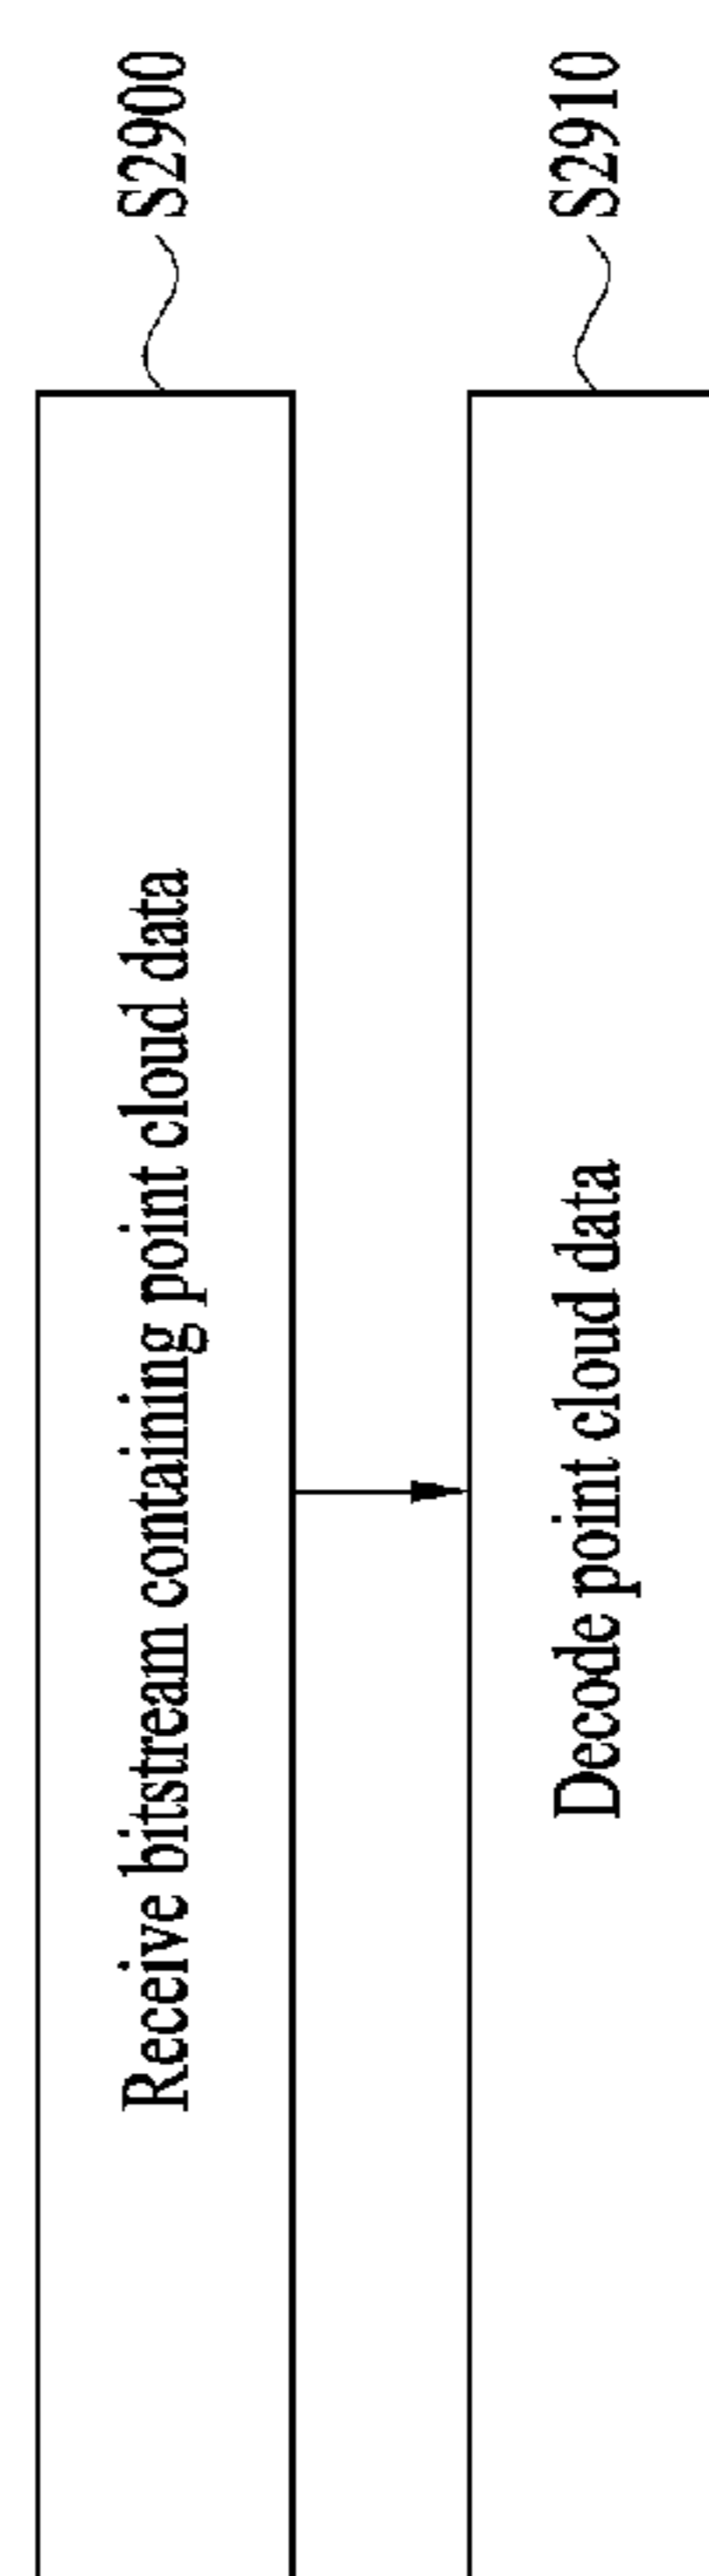 Receive bitstream containing point cloud data
S2900
Decode point cloud data
S2910